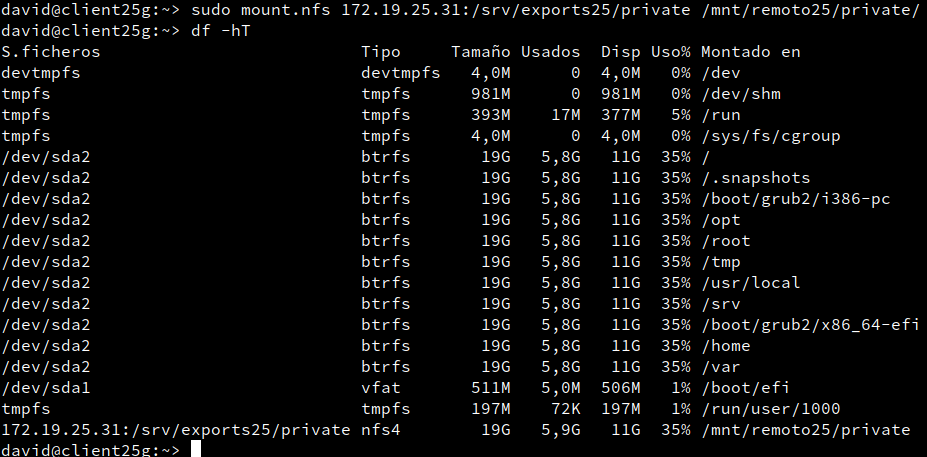 david@client25g:~> sudo mount.nfs 172.19.25.31:/srv/exports25/private /mnt/remoto25/private/
david@client25g:~> df -hT
S.ficheros                            Tipo     Tamaño Usados  Disp Uso% Montado en
devtmpfs                              devtmpfs   4,0M      0  4,0M   0% /dev
tmpfs                                 tmpfs      981M      0  981M   0% /dev/shm
tmpfs                                 tmpfs      393M    17M  377M   5% /run
tmpfs                                 tmpfs      4,0M      0  4,0M   0% /sys/fs/cgroup
/dev/sda2                             btrfs       19G   5,8G   11G  35% /
/dev/sda2                             btrfs       19G   5,8G   11G  35% /.snapshots
/dev/sda2                             btrfs       19G   5,8G   11G  35% /boot/grub2/i386-pc
/dev/sda2                             btrfs       19G   5,8G   11G  35% /opt
/dev/sda2                             btrfs       19G   5,8G   11G  35% /root
/dev/sda2                             btrfs       19G   5,8G   11G  35% /tmp
/dev/sda2                             btrfs       19G   5,8G   11G  35% /usr/local
/dev/sda2                             btrfs       19G   5,8G   11G  35% /srv
/dev/sda2                             btrfs       19G   5,8G   11G  35% /boot/grub2/x86_64-efi
/dev/sda2                             btrfs       19G   5,8G   11G  35% /home
/dev/sda2                             btrfs       19G   5,8G   11G  35% /var
/dev/sda1                             vfat       511M   5,0M  506M   1% /boot/efi
tmpfs                                 tmpfs      197M    72K  197M   1% /run/user/1000
172.19.25.31:/srv/exports25/private nfs4        19G   5,9G   11G  35% /mnt/remoto25/private
david@client25g:~>